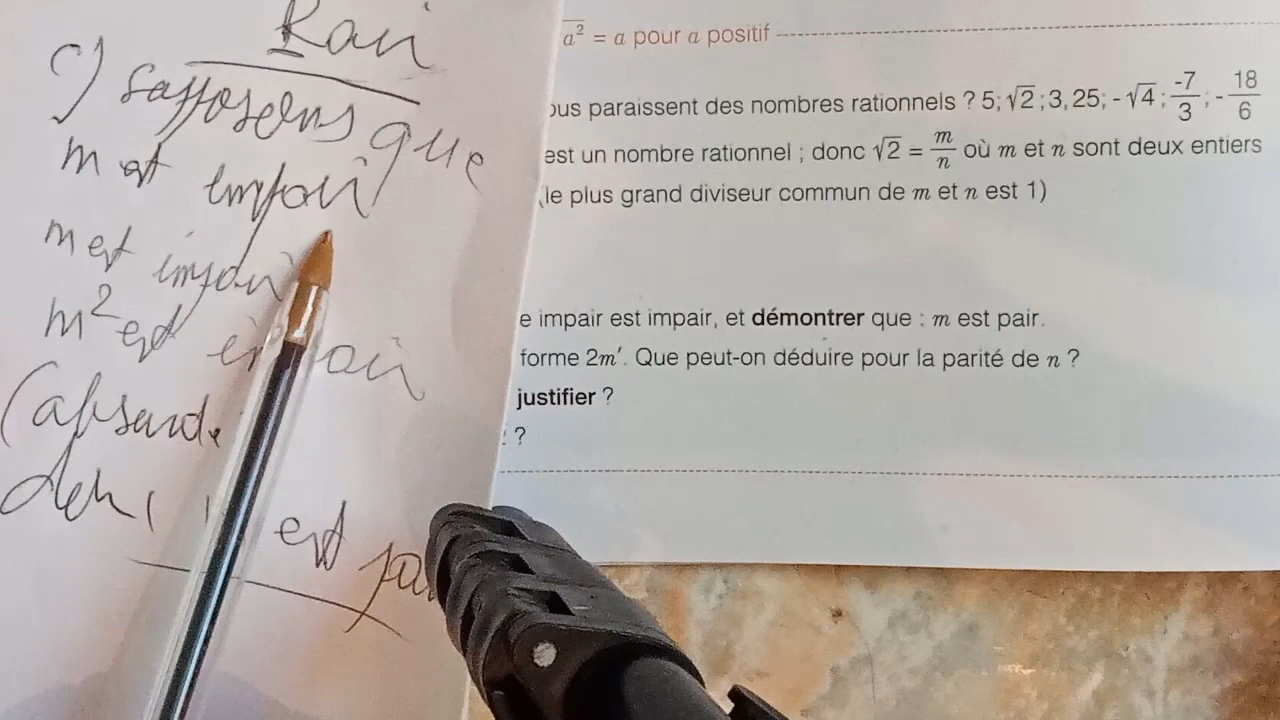 c) supposons que
m est impair
m est impair
m² est
(absurde
est
a² = a pour a positif
ous paraissent des nombres rationnels ? 5; √2 ; 3, 25; - √4 ; -7/3 ; - 18/6
est un nombre rationnel ; donc √2 = m/n où m et n sont deux entiers
(le plus grand diviseur commun de m et n est 1)
e impair est impair, et démontrer que : m est pair.
forme 2m′. Que peut-on déduire pour la parité de n ?
justifier ?
?